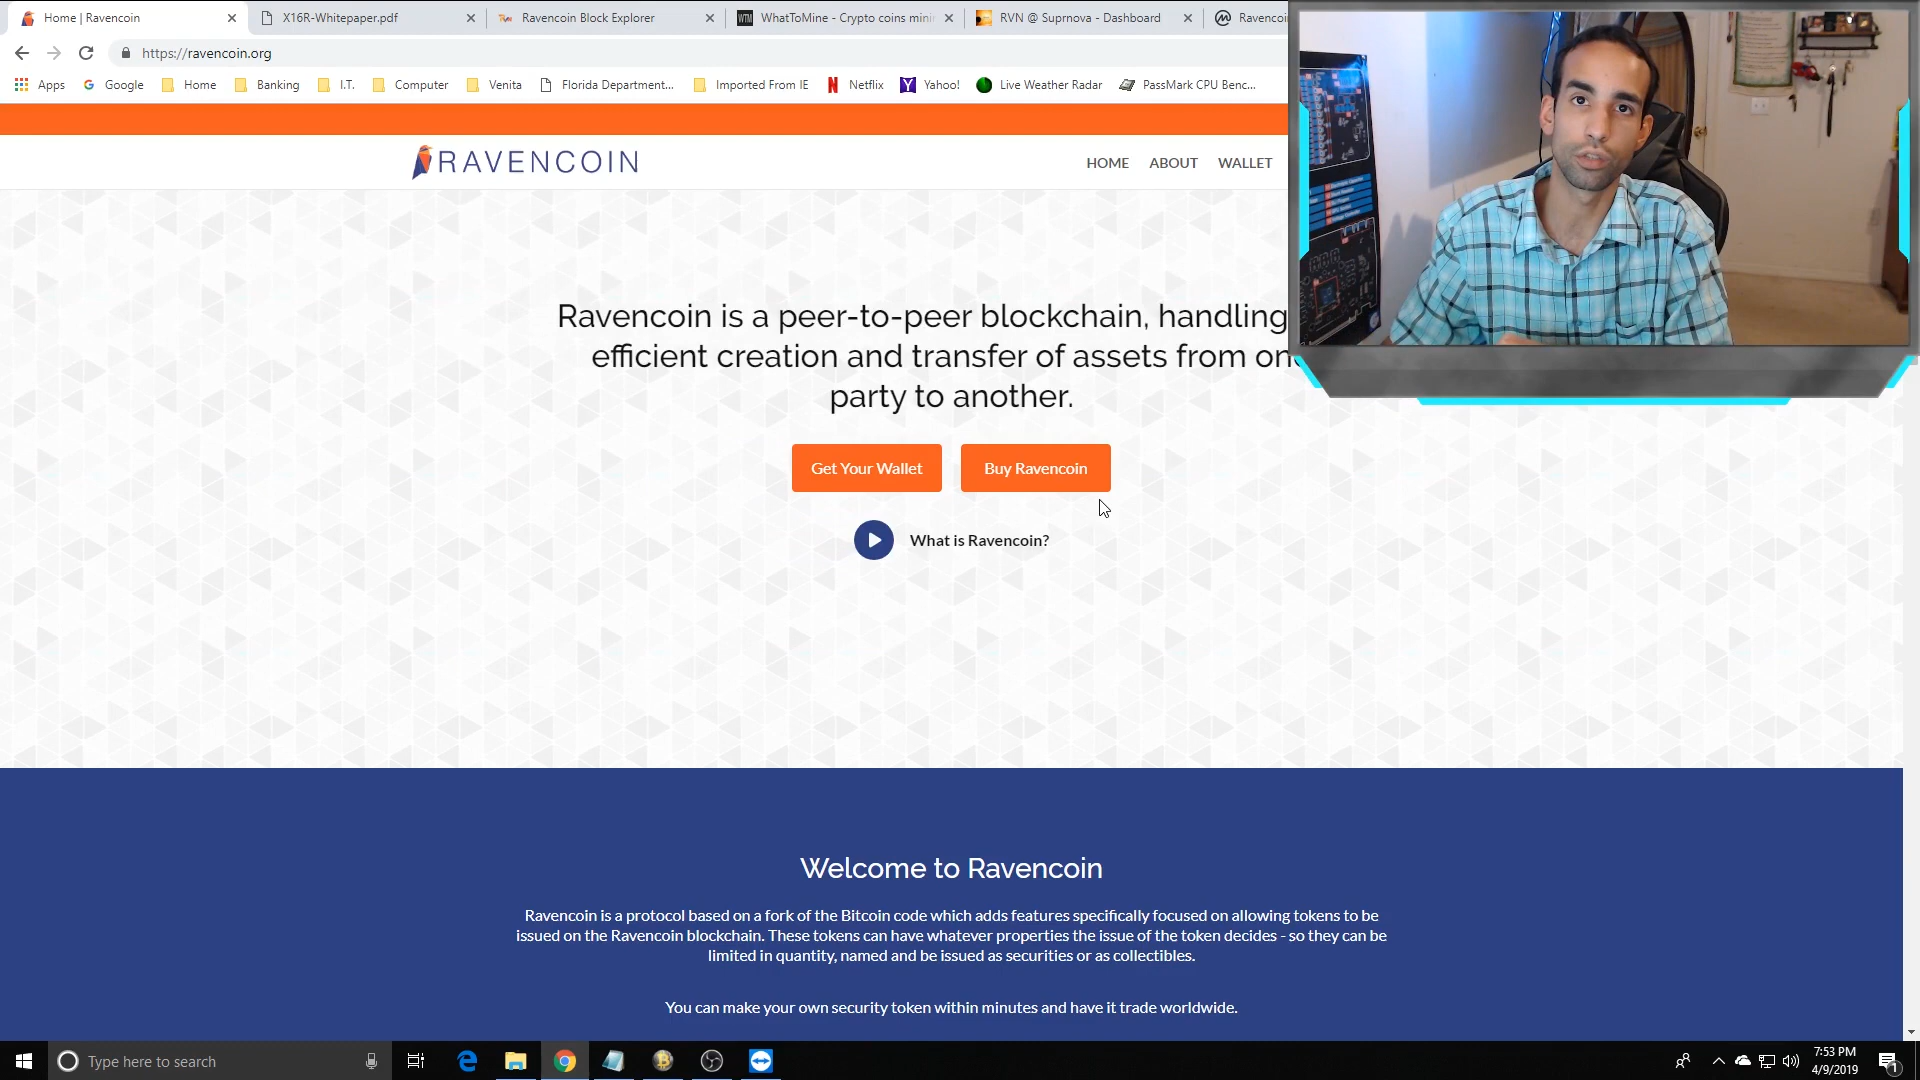 Home | Ravencoin
X16R-Whitepaper.pdf
Ravencoin Block Explorer
WhatToMine - Crypto coins mini
RVN @ Suprnova - Dashboard
Ravencoi
https://ravencoin.org
Apps
Google
Home
Banking
I.T.
Computer
Venita
Florida Department...
Imported From IE
Netflix
Yahoo!
Live Weather Radar
PassMark CPU Benc...
RAVENCOIN
HOME
ABOUT
WALLET
Ravencoin is a peer-to-peer blockchain, handling
efficient creation and transfer of assets from one
party to another.
Get Your Wallet
Buy Ravencoin
What is Ravencoin?
Welcome to Ravencoin
Ravencoin is a protocol based on a fork of the Bitcoin code which adds features specifically focused on allowing tokens to be
issued on the Ravencoin blockchain. These tokens can have whatever properties the issue of the token decides - so they can be
limited in quantity, named and be issued as securities or as collectibles.
You can make your own security token within minutes and have it trade worldwide.
Type here to search
7:53 PM
4/9/2019